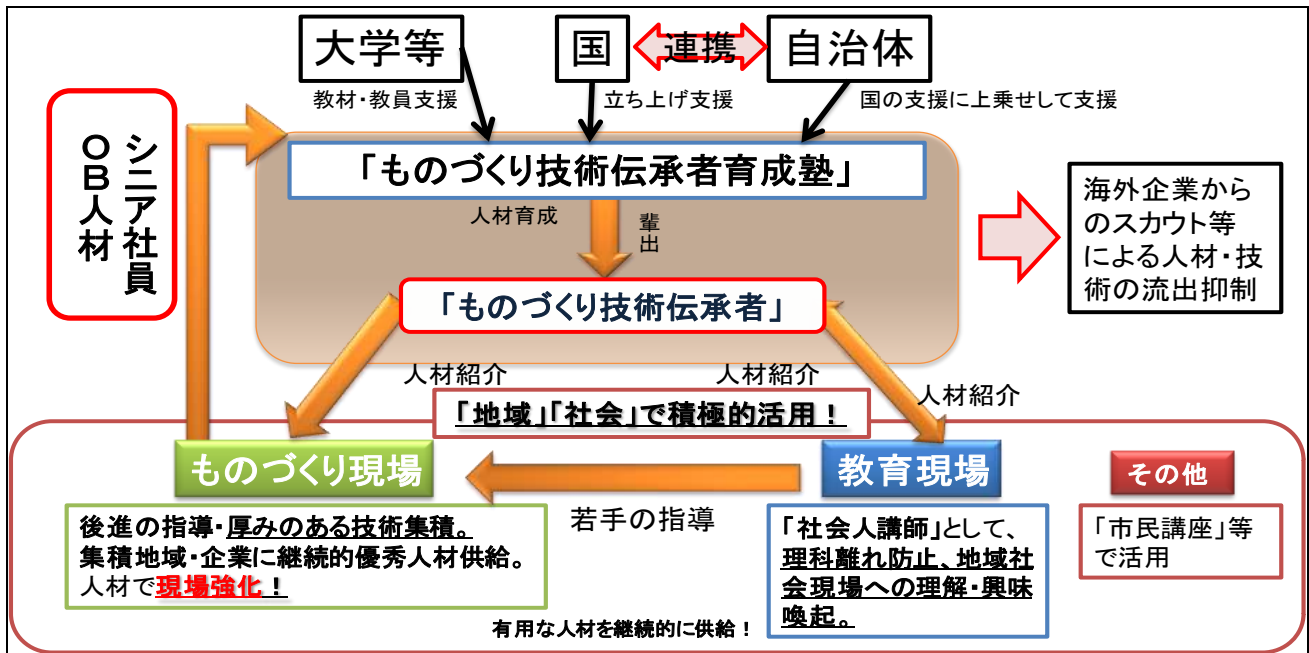 大学等
国
連携
自治体
教材・教員支援
立ち上げ支援
国の支援に上乗せして支援
シニア社員
OB人材
「ものづくり技術伝承者育成塾」
人材育成
輩出
「ものづくり技術伝承者」
海外企業から
のスカウト等
による人材・技
術の流出抑制
人材紹介
人材紹介
人材紹介
「地域」「社会」で積極的活用！
ものづくり現場
教育現場
その他
後進の指導・厚みのある技術集積。
集積地域・企業に継続的優秀人材供給。
人材で現場強化！
若手の指導
「社会人講師」として、
理科離れ防止、地域社
会現場への理解・興味
喚起。
「市民講座」等
で活用
有用な人材を継続的に供給！